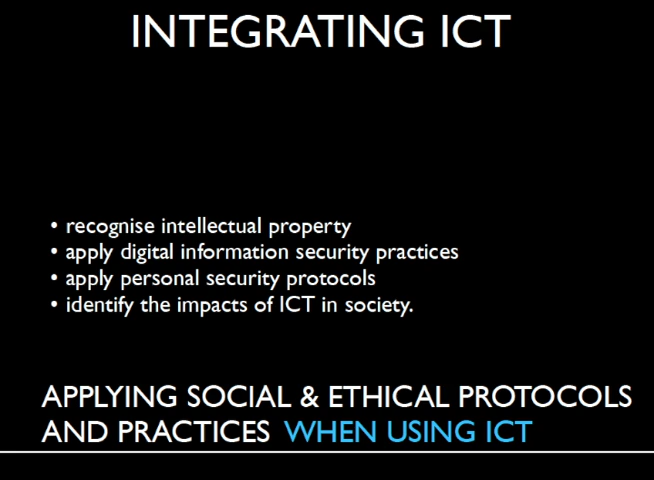 INTEGRATING ICT
• recognise intellectual property
• apply digital information security practices
• apply personal security protocols
• identify the impacts of ICT in society.
APPLYING SOCIAL & ETHICAL PROTOCOLS
AND PRACTICES WHEN USING ICT